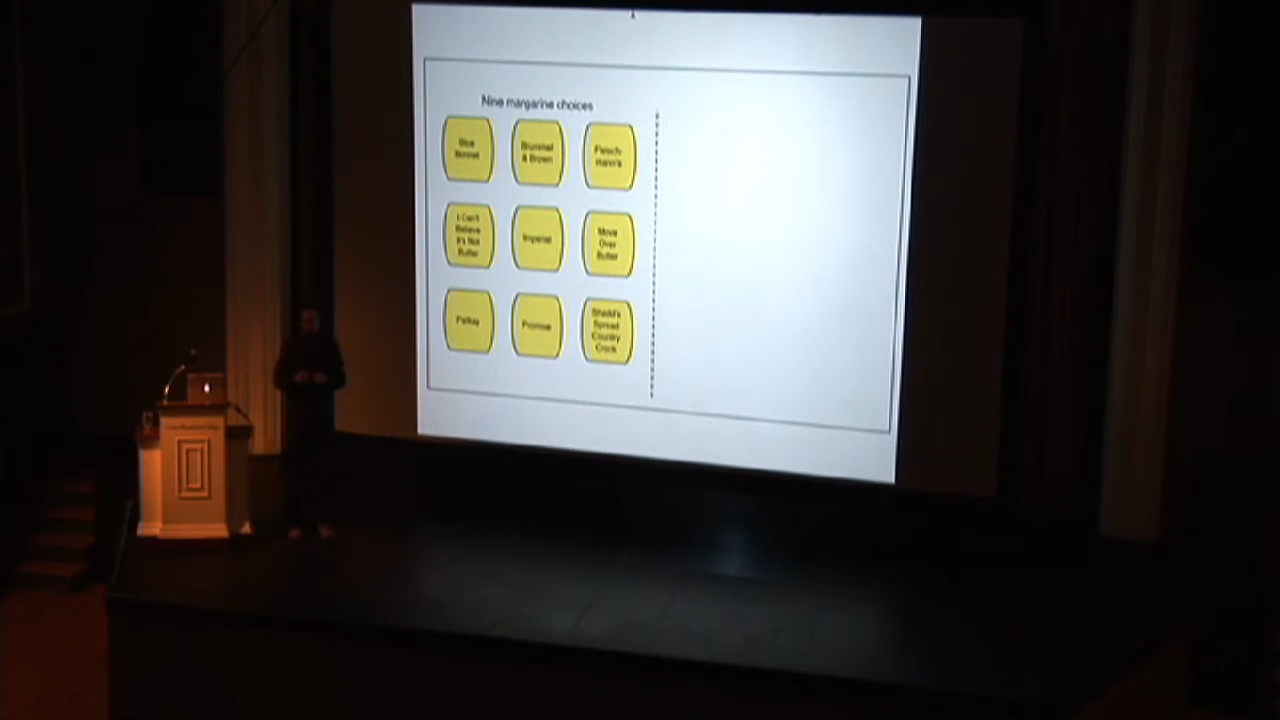 Nine margarine choices
Blue
Bonnet
Brummel
& Brown
Fleisch-
mann's
I Can't
Believe
It's Not
Butter
Imperial
Move
Over
Butter
Parkay
Promise
Shedd's
Spread
Country
Crock